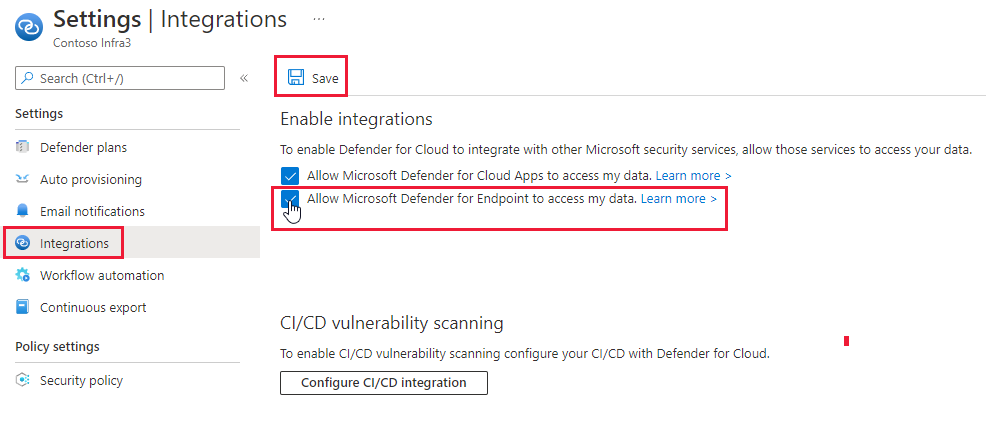 Settings | Integrations ...
Contoso Infra3
Search (Ctrl+/) «
Settings
Defender plans
Auto provisioning
Email notifications
Integrations
Workflow automation
Continuous export
Policy settings
Security policy
Save
Enable integrations
To enable Defender for Cloud to integrate with other Microsoft security services, allow those services to access your data.
Allow Microsoft Defender for Cloud Apps to access my data. Learn more >
Allow Microsoft Defender for Endpoint to access my data. Learn more >
CI/CD vulnerability scanning
To enable CI/CD vulnerability scanning configure your CI/CD with Defender for Cloud.
Configure CI/CD integration